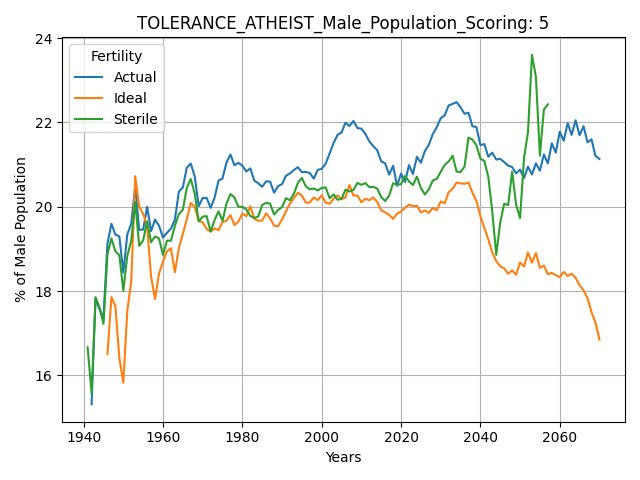 TOLERANCE_ATHEIST_Male_Population_Scoring: 5
24
22
20
18
16
% of Male Population
Fertility
Actual
Ideal
Sterile
1940 1960 1980 2000 2020 2040 2060
Years